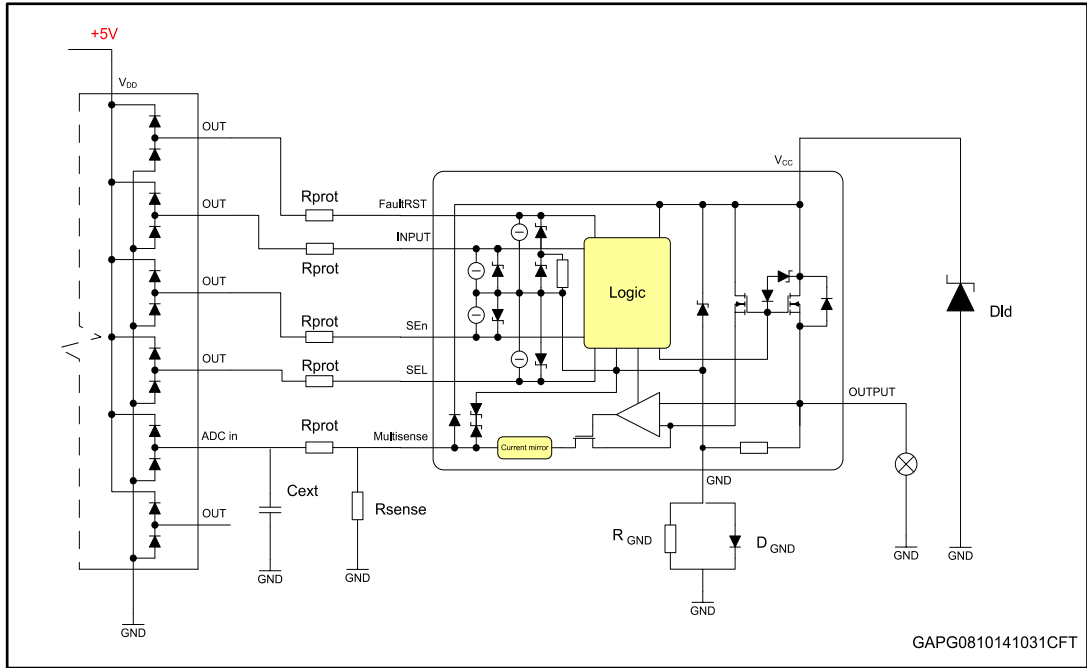 +5V
VDD
OUT
VCC
Rprot
FaultRST
OUT
INPUT
Rprot
OUT
Logic
Dld
Rprot
SEn
OUT
Rprot
SEL
OUTPUT
ADC in
Rprot
Multisense
Current mirror
GND
Cext
Rsense
OUT
R GND
D GND
GND
GND
GND
GND
GND
GND
GAPG0810141031CFT